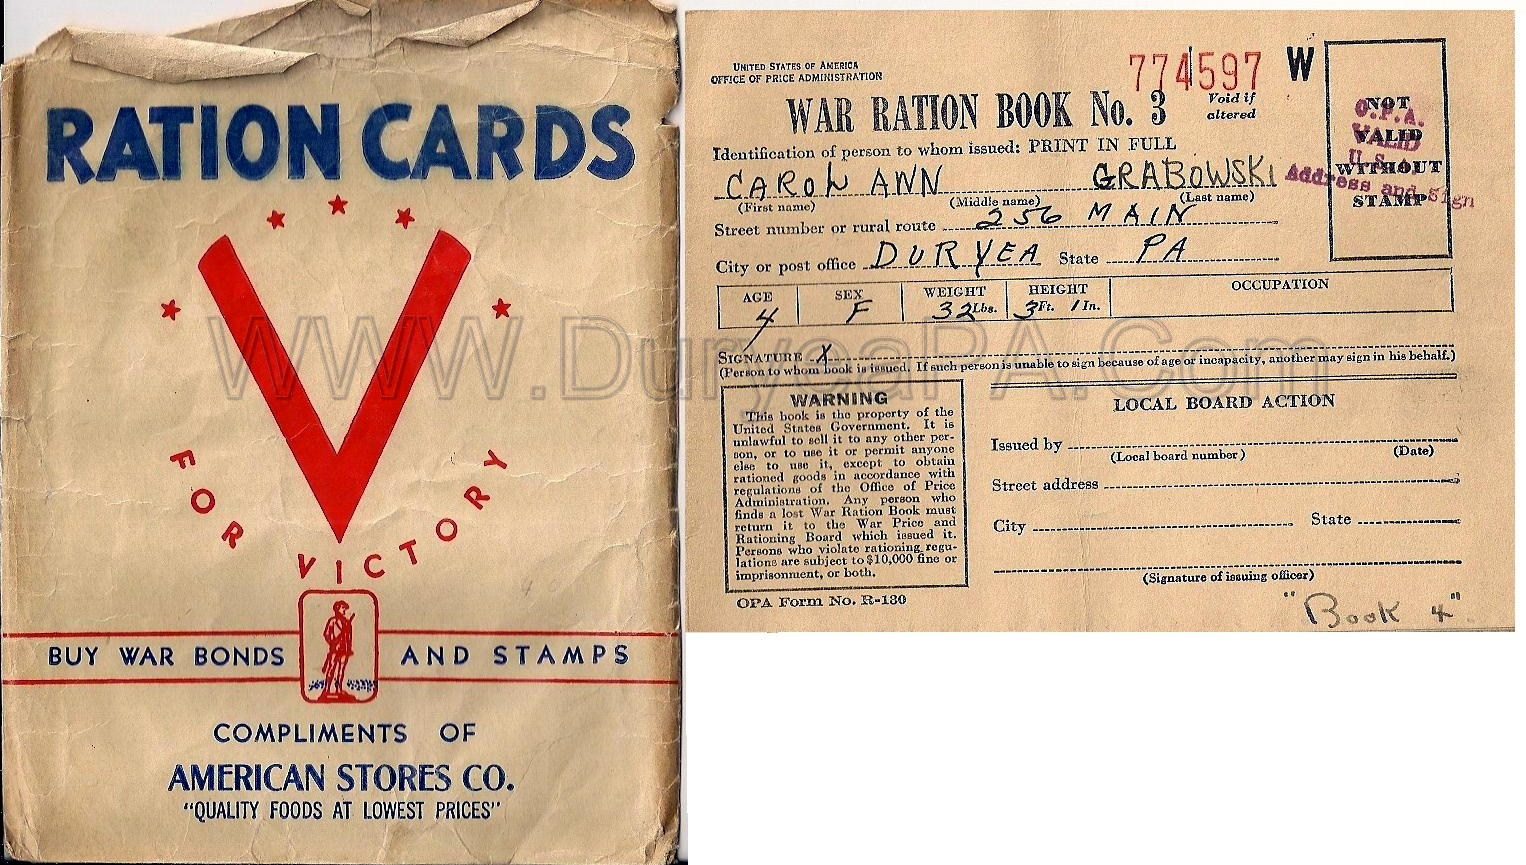 RATION CARDS
FOR VICTORY
BUY WAR BONDS AND STAMPS
COMPLIMENTS OF
AMERICAN STORES CO.
"QUALITY FOODS AT LOWEST PRICES"
UNITED STATES OF AMERICA
OFFICE OF PRICE ADMINISTRATION
774597 W
WAR RATION BOOK No. 3
Void if
altered
Identification of person to whom issued: PRINT IN FULL
CAROL ANN GRABOWSKI
(First name) (Middle name) (Last name)
Street number or rural route 256 MAIN
City or post office DURYEA State PA
NOT
VALID
WITHOUT
STAMP
O.P.A.
VALID
U.S.
Address and Sign
AGE SEX WEIGHT HEIGHT OCCUPATION
4 F 32 Lbs. 3 Ft. 1 In.
SIGNATURE X
(Person to whom book is issued. If such person is unable to sign because of age or incapacity, another may sign in his behalf.)
WARNING
This book is the property of the
United States Government. It is
unlawful to sell it to any other per-
son, or to use it or permit anyone
else to use it, except to obtain
rationed goods in accordance with
regulations of the Office of Price
Administration. Any person who
finds a lost War Ration Book must
return it to the War Price and
Rationing Board which issued it.
Persons who violate rationing regu-
lations are subject to $10,000 fine or
imprisonment, or both.
OPA Form No. R-130
LOCAL BOARD ACTION
Issued by
(Local board number) (Date)
Street address
City State
(Signature of issuing officer)
"Book 4"
WWW.DuryeaPA.Com